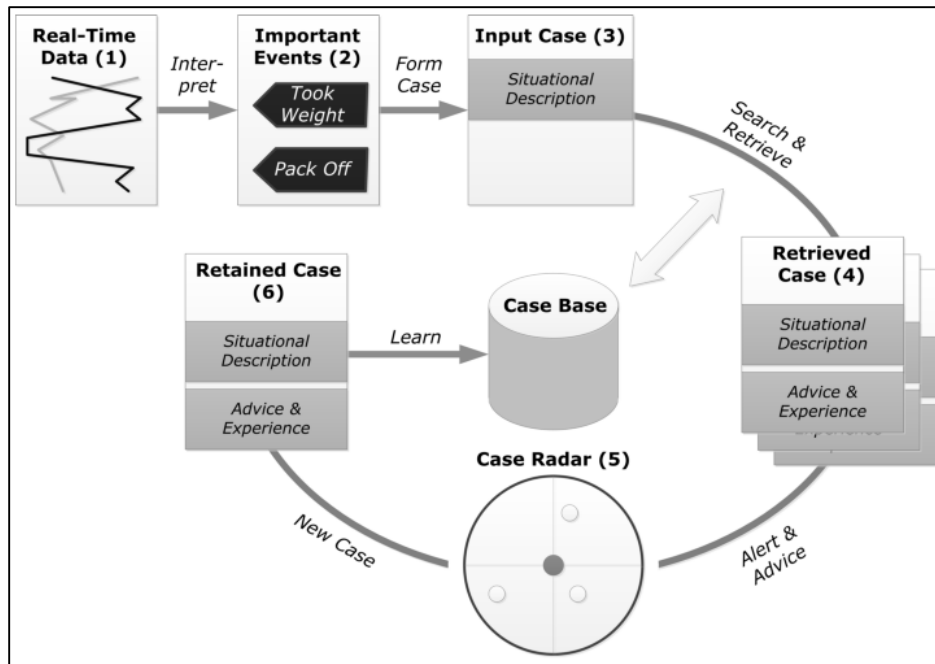 Real-Time
Data (1)
Inter-
pret
Important
Events (2)
Took
Weight
Pack Off
Form
Case
Input Case (3)
Situational
Description
Search &
Retrieve
Retrieved
Case (4)
Situational
Description
Advice &
Experience
Experience
Alert &
Advice
Case Radar (5)
New Case
Retained Case
(6)
Situational
Description
Advice &
Experience
Learn
Case Base